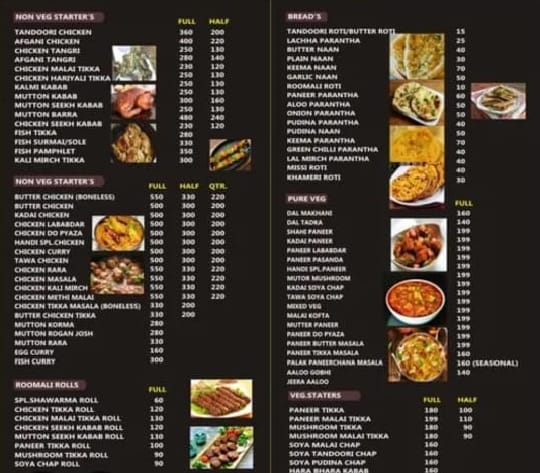 NON VEG STARTER'S FULL HALF
TANDOORI CHICKEN 360 200
AFGANI CHICKEN 400 220
CHICKEN TANGRI 250 130
AFGANI TANGRI 280 140
CHICKEN MALAI TIKKA 230 120
CHICKEN HARIYALI TIKKA 250 130
KALMI KABAB 250 130
MUTTON KABAB 300 160
MUTTON SEEKH KABAB 250 130
MUTTON BARRA 480 240
CHICKEN SEEKH KABAB 230 120
FISH TIKKA 280
FISH SURMAI/SOLE 330
FISH PAMPHLET 350
KALI MIRCH TIKKA 300
NON VEG STARTER'S FULL HALF QTR.
BUTTER CHICKEN (BONELESS) 550 330 220
BUTTER CHICKEN 500 300 200
KADAI CHICKEN 500 300 200
CHICKEN LABABDAR 500 300 200
CHICKEN DO PYAZA 500 300 200
HANDI SPL.CHICKEN 500 300 200
CHICKEN CURRY 500 300 200
TAWA CHICKEN 500 300 200
CHICKEN RARA 550 330 220
CHICKEN MASALA 550 330 220
CHICKEN KALI MIRCH 550 330 220
CHICKEN METHI MALAI 550 330 220
CHICKEN TIKKA MASALA (BONELESS) 330 200
BUTTER CHICKEN TIKKA 330 200
MUTTON KORMA 280
MUTTON ROGAN JOSH 280
MUTTON RARA 330
EGG CURRY 160
FISH CURRY 300
ROOMALI ROLLS FULL
SPL.SHAWARMA ROLL 60
CHICKEN TIKKA ROLL 120
CHICKEN MALAI TIKKA ROLL 130
CHICKEN SEEKH KABAB ROLL 120
MUTTON SEEKH KABAB ROLL 130
PANEER TIKKA ROLL 100
MUSHROOM TIKKA ROLL 90
SOYA CHAP ROLL 90
BREAD'S
TANDOORI ROTI/BUTTER ROTI 15
LACHHA PARANTHA 25
BUTTER NAAN 40
PLAIN NAAN 30
KEEMA NAAN 70
GARLIC NAAN 50
ROOMALI ROTI 10
PANEER PARANTHA 50
ALOO PARANTHA 40
ONION PARANTHA 40
PUDINA PARANTHA 40
PUDINA NAAN 50
KEEMA PARANTHA 60
GREEN CHILLI PARANTHA 40
LAL MIRCH PARANTHA 40
MISSI ROTI 40
KHAMERI ROTI 30
PURE VEG FULL
DAL MAKHANI 160
DAL TADKA 140
SHAHI PANEER 199
KADAI PANEER 199
PANEER LABABDAR 199
PANEER PASANDA 199
HANDI SPL.PANEER 199
MUTOR MUSHROOM 199
KADAI SOYA CHAP 199
TAWA SOYA CHAP 199
MIXED VEG 199
MALAI KOFTA 199
MUTTER PANEER 160
PANEER DO PYAZA 199
PANEER BUTTER MASALA 199
PANEER TIKKA MASALA 160
PALAK PANEERCHANA MASALA 160 (SEASIONAL)
AALOO GOBHI 140
JEERA AALOO
VEG.STATERS FULL HALF
PANEER TIKKA 180 100
PANEER MALAI TIKKA 199 110
MUSHROOM TIKKA 180 90
MUSHROOM MALAI TIKKA 180 90
SOYA MALAI CHAP 160
SOYA TANDOORI CHAP 160
SOYA PUDINA CHAP 160
HARA BHARA KABAB 160